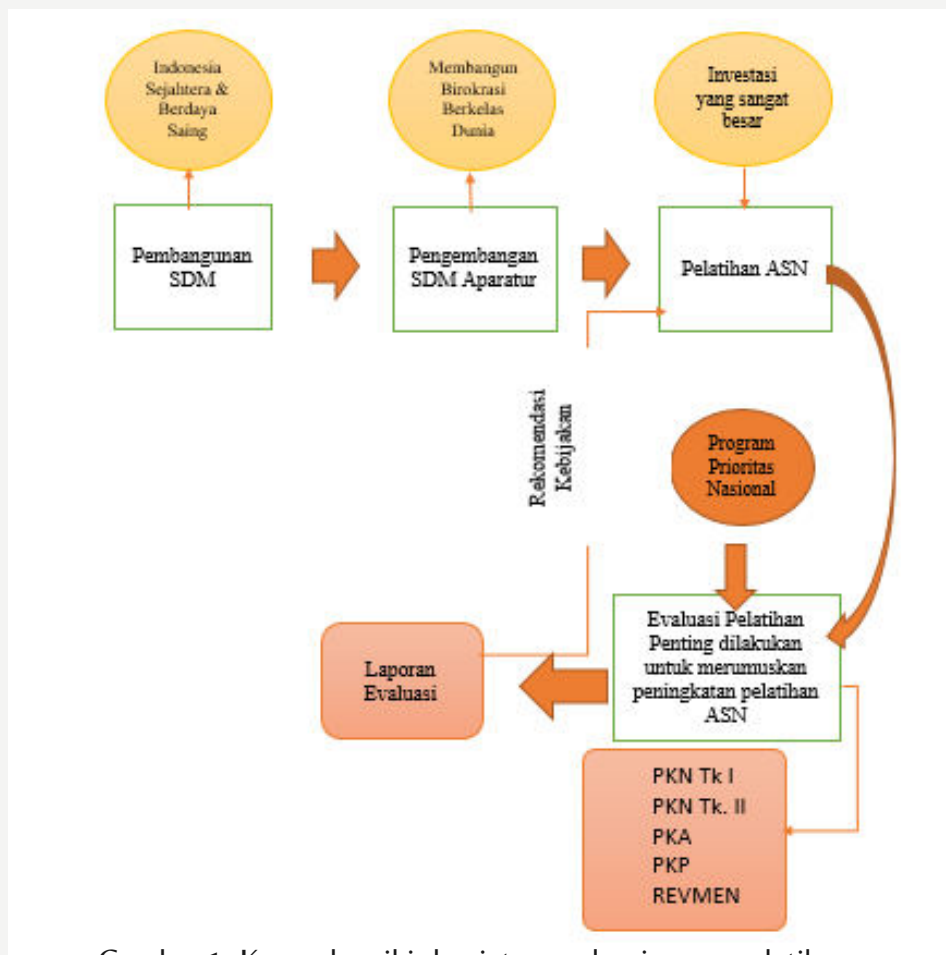 Indonesia
Sejahtera &
Berdaya
Saing
Membangun
Birokrasi
Berkelas
Dunia
Investasi
yang sangat
besar
Pembangunan
SDM
Pengembangan
SDM Aparatur
Pelatihan ASN
Rekomendasi
Kebijakan
Program
Prioritas
Nasional
Evaluasi Pelatihan
Penting dilakukan
untuk merumuskan
peningkatan pelatihan
ASN
Laporan
Evaluasi
PKN Tk I
PKN Tk. II
PKA
PKP
REVMEN